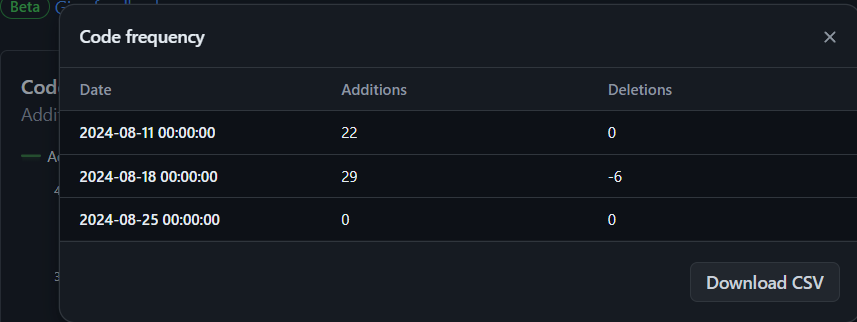 Beta
Code frequency
Date Additions Deletions
2024-08-11 00:00:00 22 0
2024-08-18 00:00:00 29 -6
2024-08-25 00:00:00 0 0
Download CSV